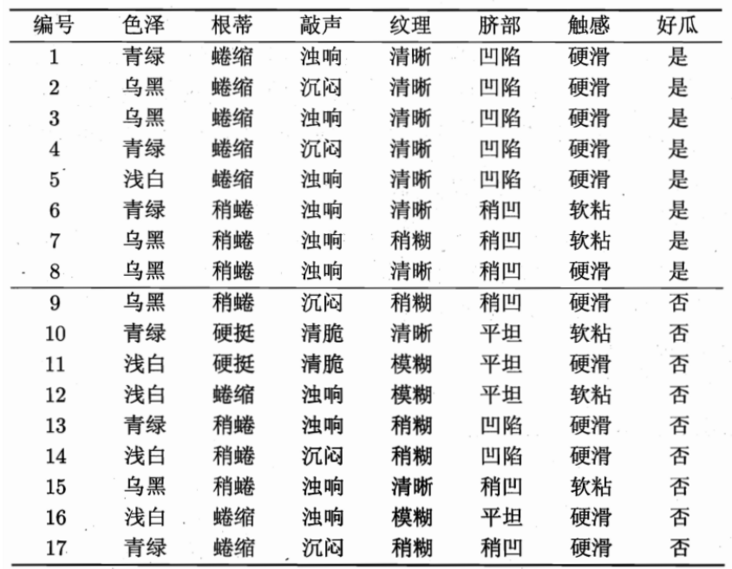 编号 色泽 根蒂 敲声 纹理 脐部 触感 好瓜
1 青绿 蜷缩 浊响 清晰 凹陷 硬滑 是
2 乌黑 蜷缩 沉闷 清晰 凹陷 硬滑 是
3 乌黑 蜷缩 浊响 清晰 凹陷 硬滑 是
4 青绿 蜷缩 沉闷 清晰 凹陷 硬滑 是
5 浅白 蜷缩 浊响 清晰 凹陷 硬滑 是
6 青绿 稍蜷 浊响 清晰 稍凹 软粘 是
7 乌黑 稍蜷 浊响 稍糊 稍凹 软粘 是
8 乌黑 稍蜷 浊响 清晰 稍凹 硬滑 是
9 乌黑 稍蜷 沉闷 稍糊 稍凹 硬滑 否
10 青绿 硬挺 清脆 清晰 平坦 软粘 否
11 浅白 硬挺 清脆 模糊 平坦 硬滑 否
12 浅白 蜷缩 浊响 模糊 平坦 软粘 否
13 青绿 稍蜷 浊响 稍糊 凹陷 硬滑 否
14 浅白 稍蜷 沉闷 稍糊 凹陷 硬滑 否
15 乌黑 稍蜷 浊响 清晰 稍凹 软粘 否
16 浅白 蜷缩 浊响 模糊 平坦 硬滑 否
17 青绿 蜷缩 沉闷 稍糊 稍凹 硬滑 否